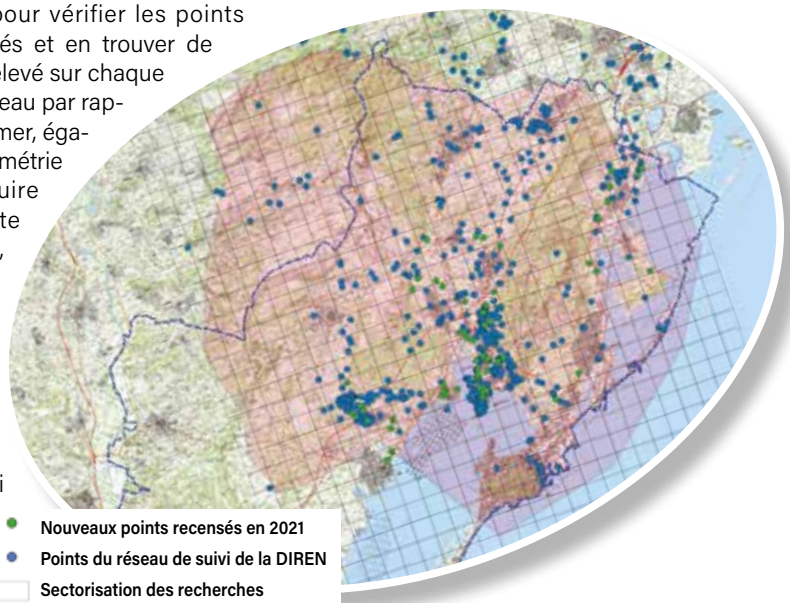 pour vérifier les points
és et en trouver de
elevé sur chaque
eau par rap-
mer, éga-
métrie
uire
te
,
i
Nouveaux points recensés en 2021
Points du réseau de suivi de la DIREN
Sectorisation des recherches